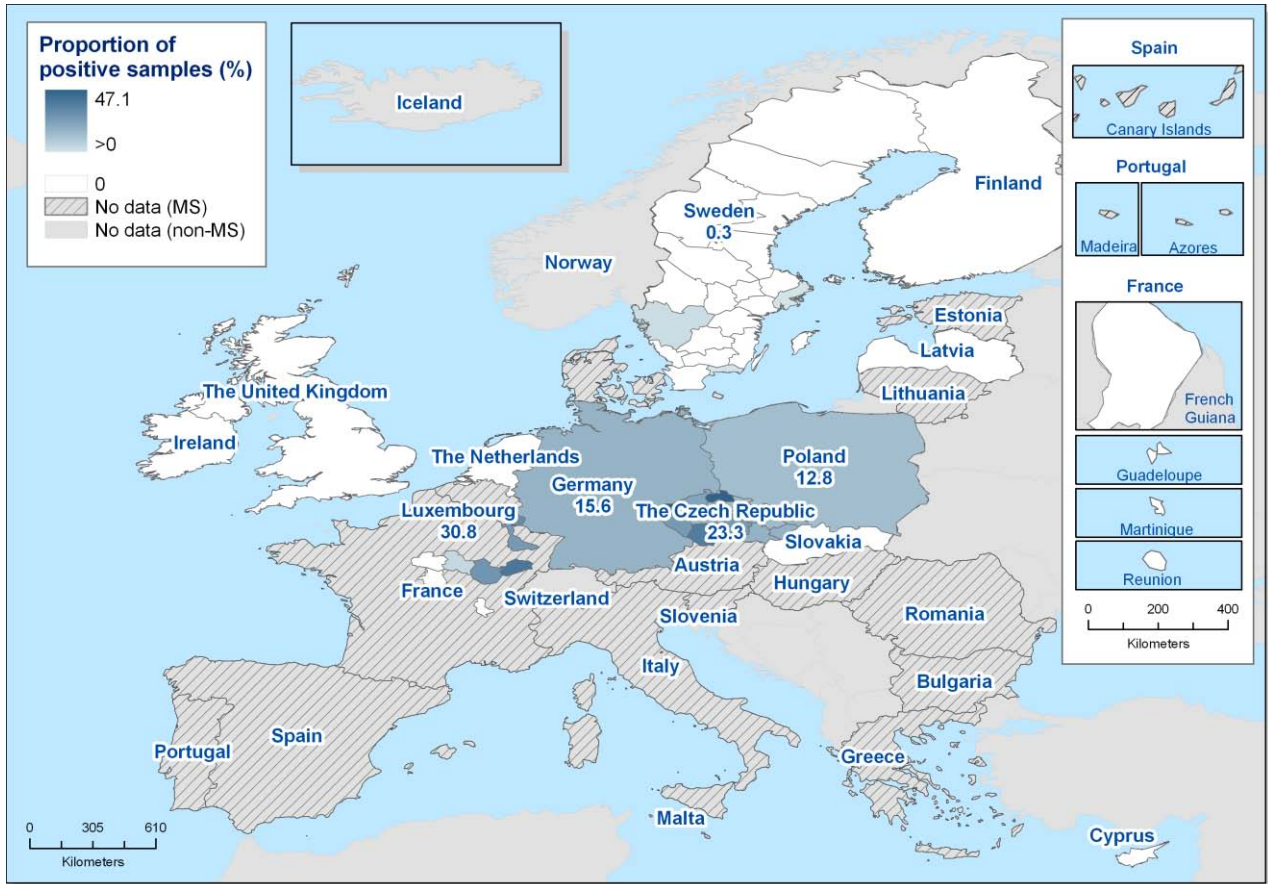 Proportion of
positive samples (%)
47.1
>0
0
No data (MS)
No data (non-MS)
Iceland
Spain
Canary Islands
Portugal
Madeira
Azores
France
French
Guiana
Guadeloupe
Martinique
Reunion
0 200 400
Kilometers
Finland
Sweden
0.3
Norway
Estonia
Latvia
Lithuania
The United Kingdom
Ireland
The Netherlands
Germany
15.6
Poland
12.8
Luxembourg
30.8
The Czech Republic
23.3
Slovakia
Austria
Hungary
France
Switzerland
Slovenia
Romania
Italy
Bulgaria
Portugal
Spain
Greece
Malta
Cyprus
0 305 610
Kilometers